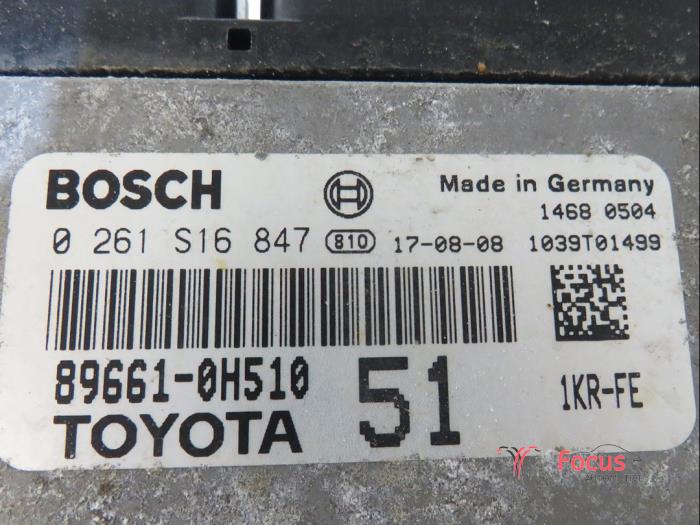 BOSCH
Made in Germany
1468 0504
0 261 S16 847 810 17-08-08 1039T01499
89661-0H510 51 1KR-FE
TOYOTA
Focus